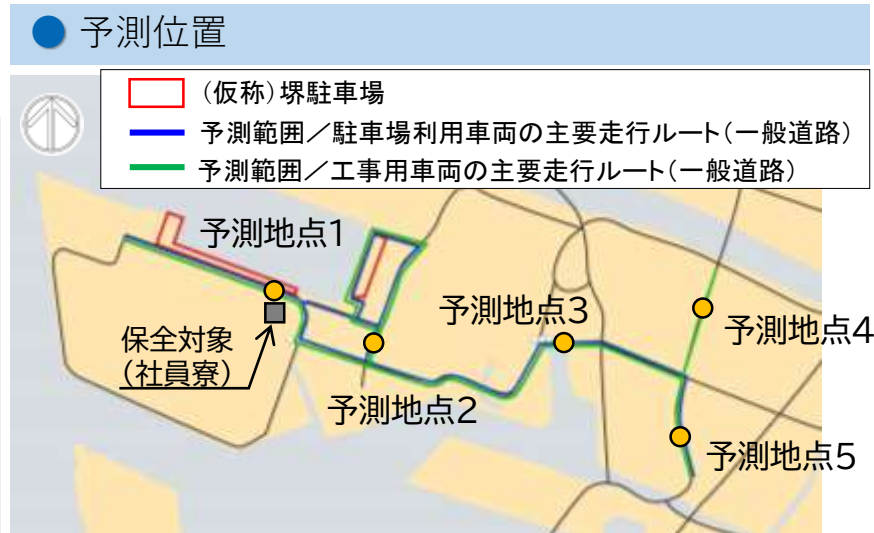 予測位置
(仮称)堺駐車場
予測範囲/駐車場利用車両の主要走行ルート(一般道路)
予測範囲/工事用車両の主要走行ルート(一般道路)
予測地点1
予測地点3
予測地点4
保全対象
(社員寮)
予測地点2
予測地点5